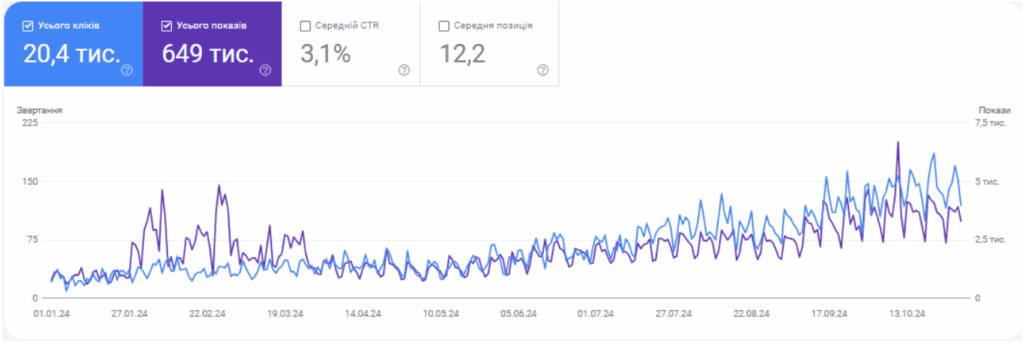 Усього кліків
20,4 тис.
Усього показів
649 тис.
Середній CTR
3,1%
Середня позиція
12,2
Звертання
Покази
225
7,5 тис.
150
5 тис.
75
2,5 тис.
0
0
01.01.24 27.01.24 22.02.24 19.03.24 14.04.24 10.05.24 05.06.24 01.07.24 27.07.24 22.08.24 17.09.24 13.10.24